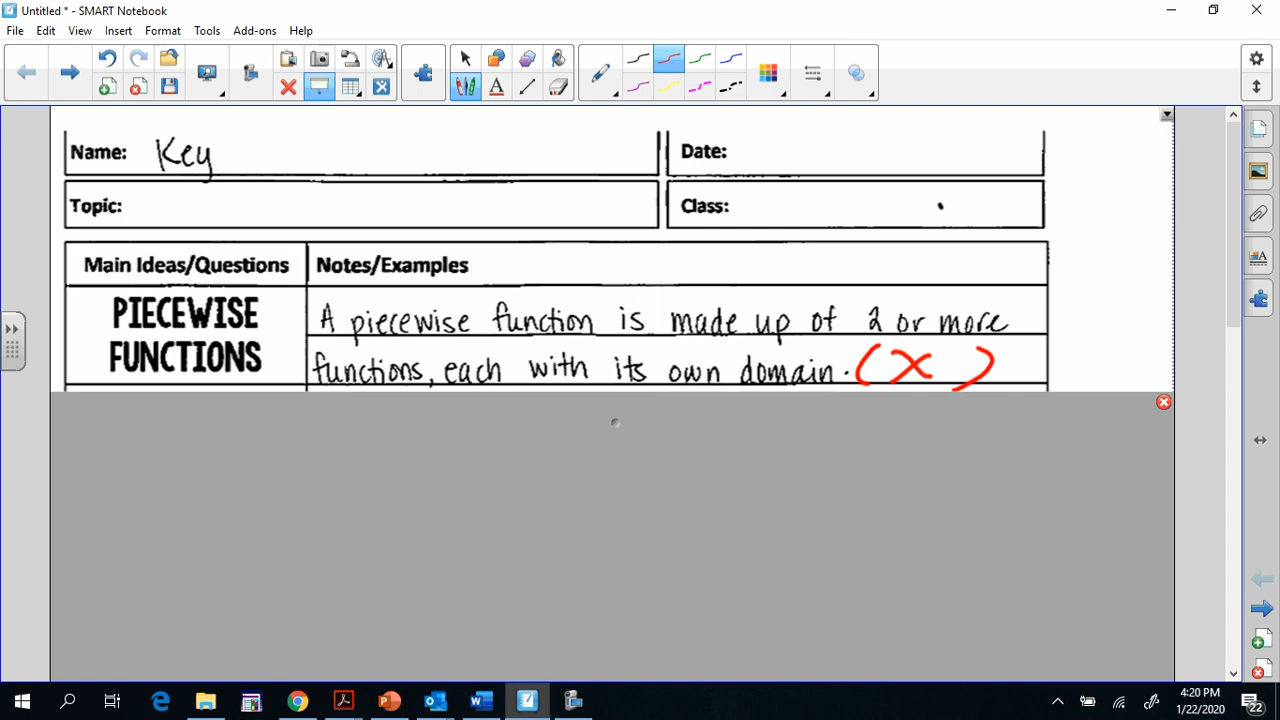 Untitled * - SMART Notebook
File Edit View Insert Format Tools Add-ons Help
Name: Key
Date:
Topic:
Class:
Main Ideas/Questions
Notes/Examples
PIECEWISE
FUNCTIONS
A piecewise function is made up of 2 or more
functions, each with its own domain. (X )
4:20 PM
1/22/2020
22